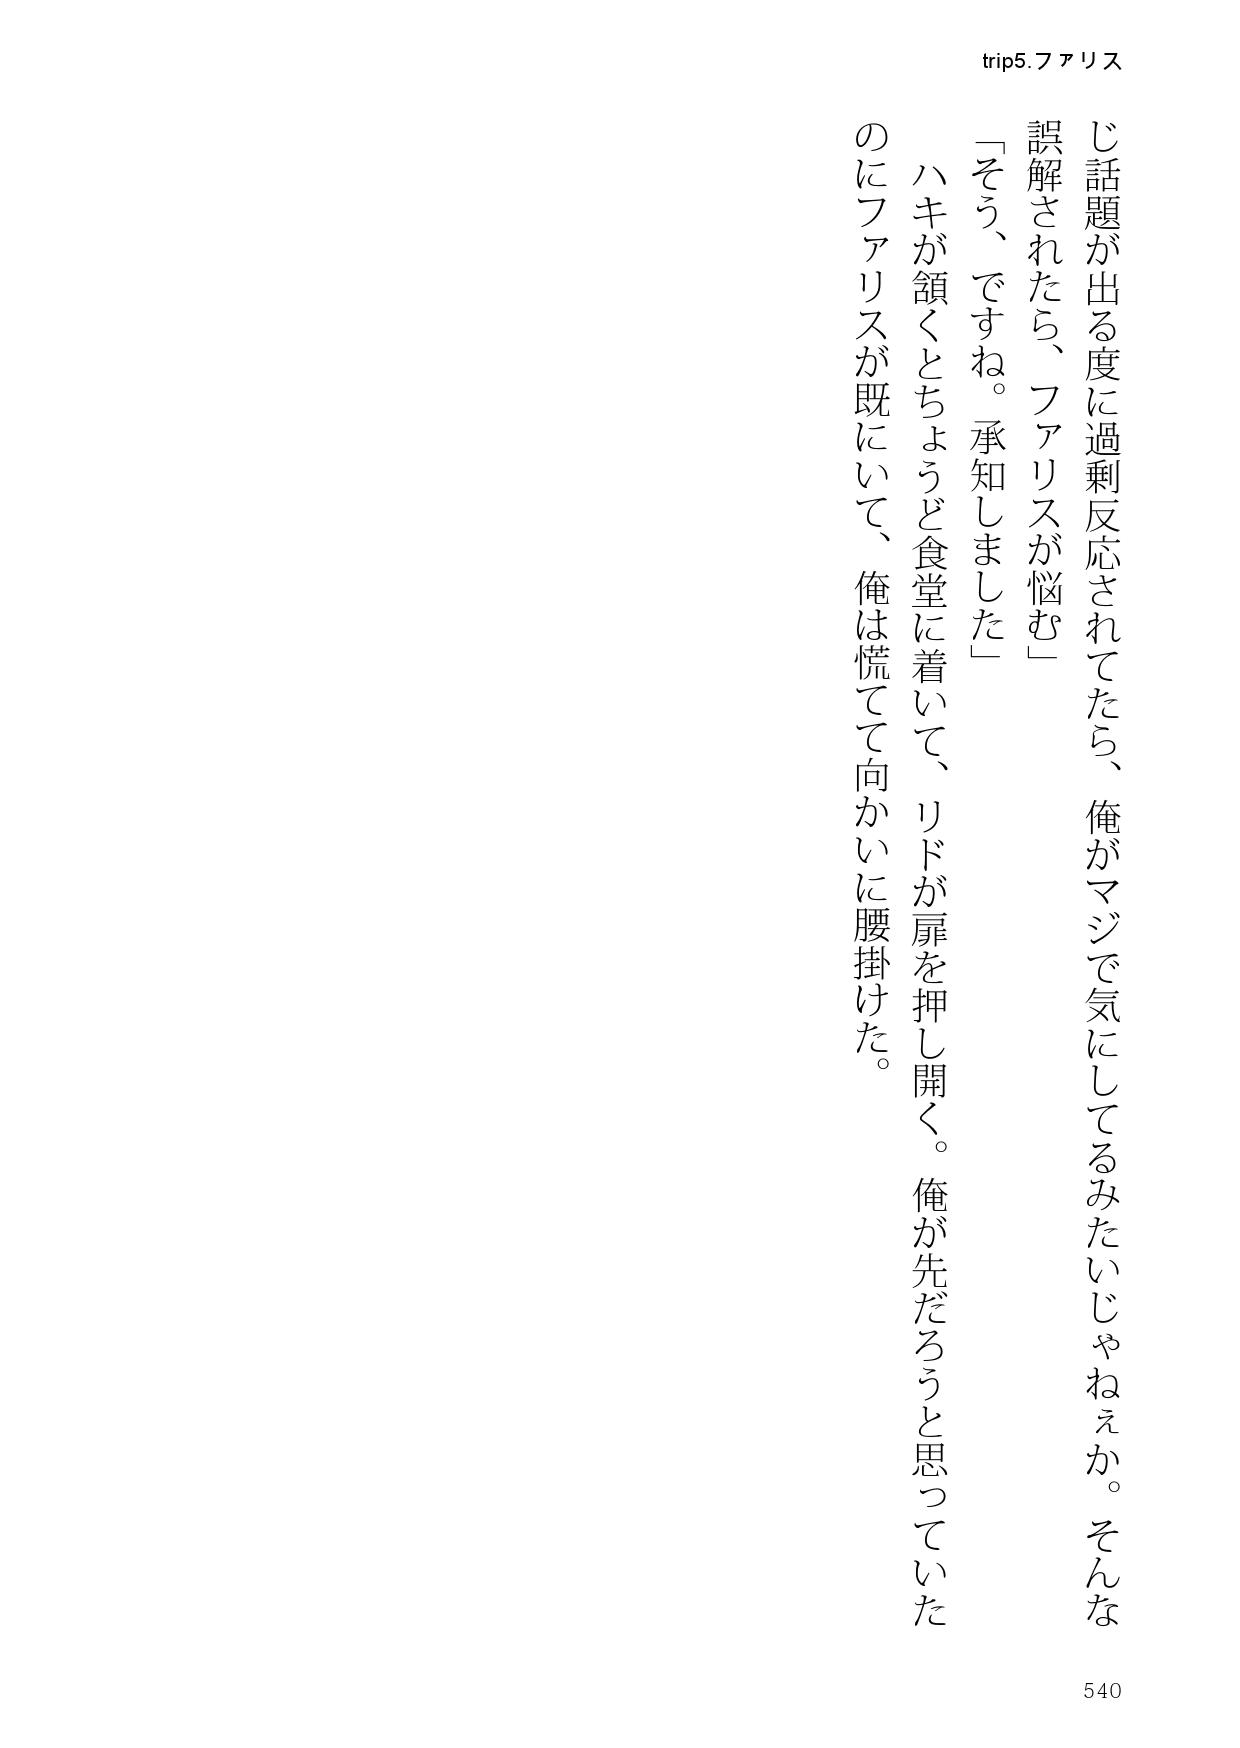 trip5.ファリス
じ話題が出る度に過剰反応されてたら、俺がマジで気にしてるみたいじゃねぇか。そんな
誤解されたら、ファリスが悩む」
「そう、ですね。承知しました」
　ハキが頷くとちょうど食堂に着いて、リドが扉を押し開く。俺が先だろうと思っていた
のにファリスが既にいて、俺は慌てて向かいに腰掛けた。
540